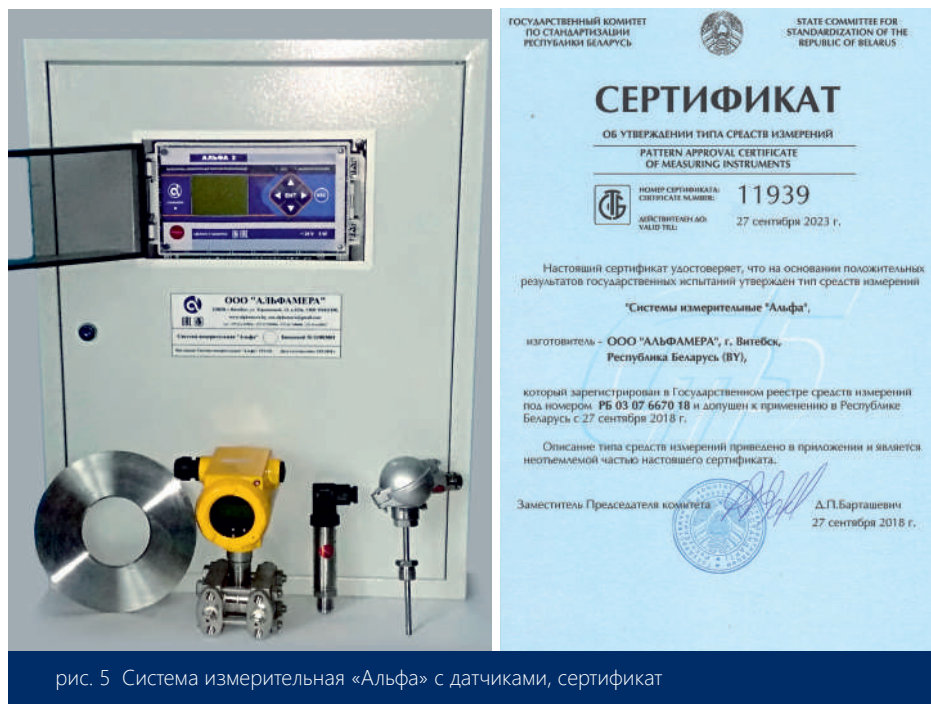 АЛЬФА 2
ENT
ESC
ООО "АЛЬФАМЕРА"
Система измерительная "Альфа"
ГОСУДАРСТВЕННЫЙ КОМИТЕТ
ПО СТАНДАРТИЗАЦИИ
РЕСПУБЛИКИ БЕЛАРУСЬ
STATE COMMITTEE FOR
STANDARDIZATION OF THE
REPUBLIC OF BELARUS
СЕРТИФИКАТ
ОБ УТВЕРЖДЕНИИ ТИПА СРЕДСТВ ИЗМЕРЕНИЙ
PATTERN APPROVAL CERTIFICATE
OF MEASURING INSTRUMENTS
НОМЕР СЕРТИФИКАТА:
CERTIFICATE NUMBER:
11939
ДЕЙСТВИТЕЛЕН ДО:
VALID TILL:
27 сентября 2023 г.
Настоящий сертификат удостоверяет, что на основании положительных
результатов государственных испытаний утвержден тип средств измерений
"Системы измерительные "Альфа",
изготовитель – ООО "АЛЬФАМЕРА", г. Витебск,
Республика Беларусь (BY),
который зарегистрирован в Государственном реестре средств измерений
под номером РБ 03 07 6670 18 и допущен к применению в Республике
Беларусь с 27 сентября 2018 г.
Описание типа средств измерений приведено в приложении и является
неотъемлемой частью настоящего сертификата.
Заместитель Председателя комитета
Д.П.Барташевич
27 сентября 2018 г.
рис. 5 Система измерительная «Альфа» с датчиками, сертификат